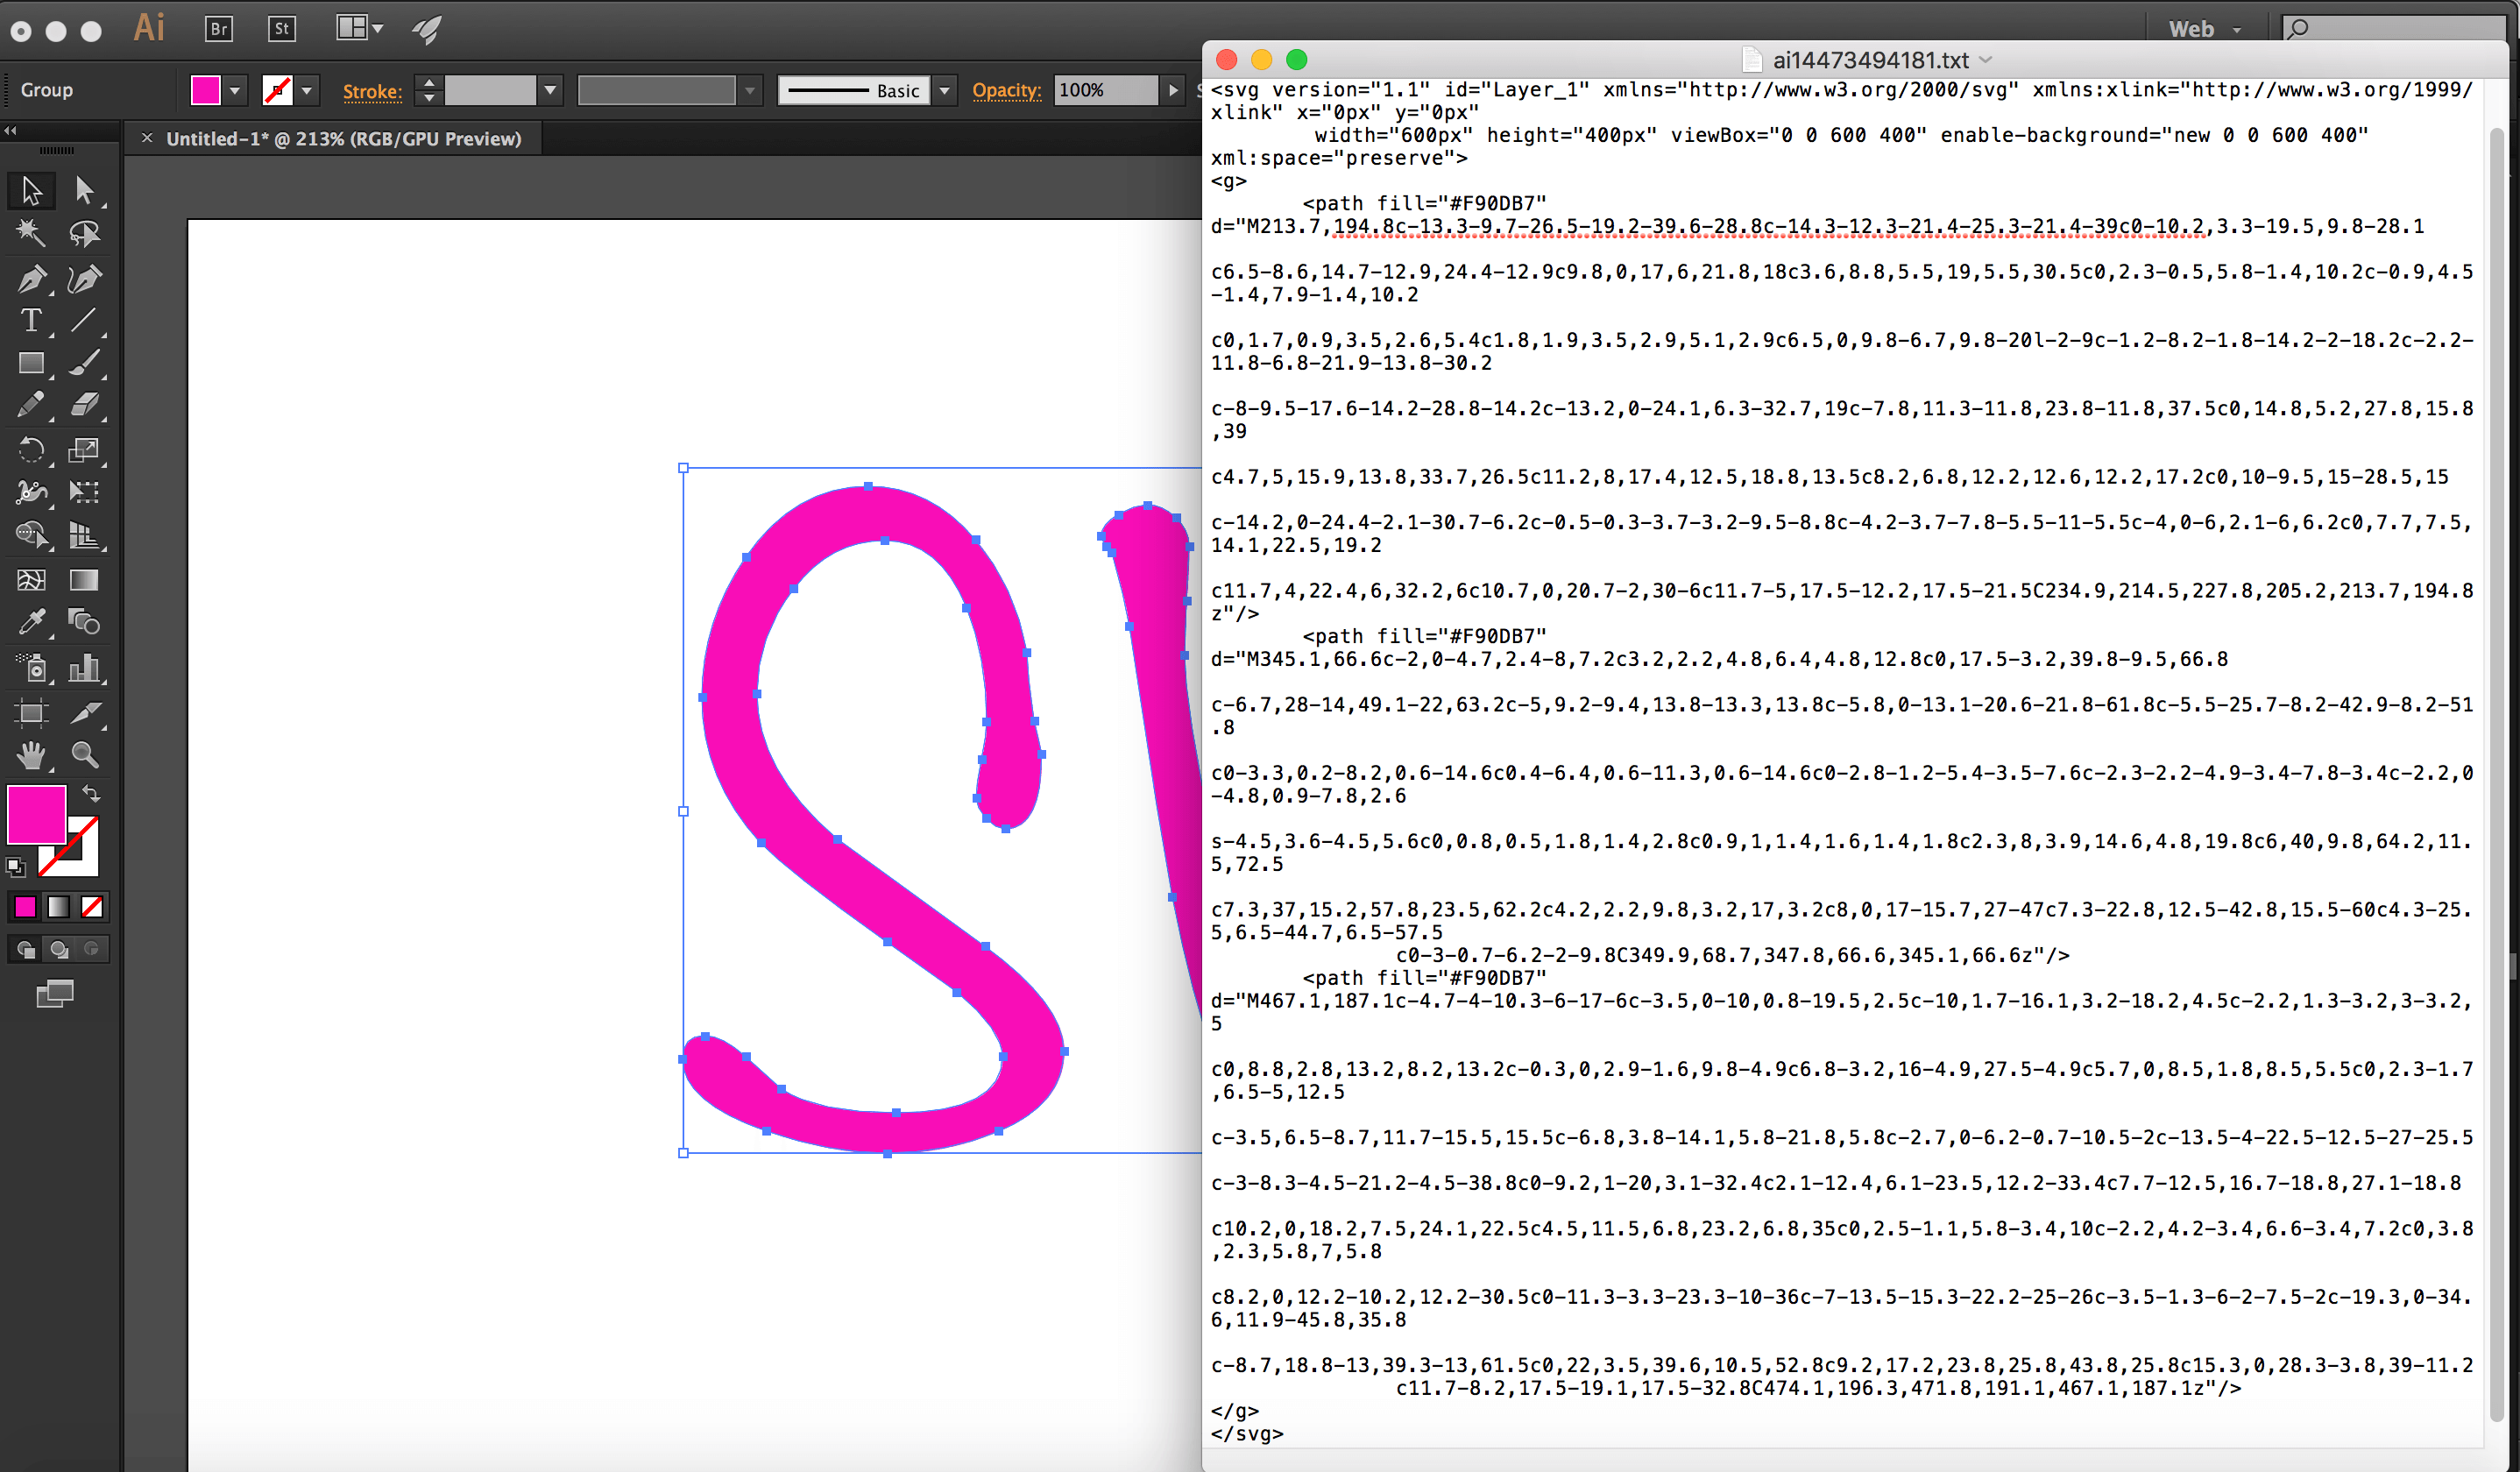 Ai
Br
St
Web
Group
Stroke:
Basic
Opacity:
100%
× Untitled-1* @ 213% (RGB/GPU Preview)
T
SV
ai14473494181.txt
<svg version="1.1" id="Layer_1" xmlns="http://www.w3.org/2000/svg" xmlns:xlink="http://www.w3.org/1999/
xlink" x="0px" y="0px"
width="600px" height="400px" viewBox="0 0 600 400" enable-background="new 0 0 600 400"
xml:space="preserve">
<g>
<path fill="#F90DB7"
d="M213.7,194.8c-13.3-9.7-26.5-19.2-39.6-28.8c-14.3-12.3-21.4-25.3-21.4-39c0-10.2,3.3-19.5,9.8-28.1
c6.5-8.6,14.7-12.9,24.4-12.9c9.8,0,17,6,21.8,18c3.6,8.8,5.5,19,5.5,30.5c0,2.3-0.5,5.8-1.4,10.2c-0.9,4.5
-1.4,7.9-1.4,10.2
c0,1.7,0.9,3.5,2.6,5.4c1.8,1.9,3.5,2.9,5.1,2.9c6.5,0,9.8-6.7,9.8-20l-2-9c-1.2-8.2-1.8-14.2-2-18.2c-2.2-
11.8-6.8-21.9-13.8-30.2
c-8-9.5-17.6-14.2-28.8-14.2c-13.2,0-24.1,6.3-32.7,19c-7.8,11.3-11.8,23.8-11.8,37.5c0,14.8,5.2,27.8,15.8
,39
c4.7,5,15.9,13.8,33.7,26.5c11.2,8,17.4,12.5,18.8,13.5c8.2,6.8,12.2,12.6,12.2,17.2c0,10-9.5,15-28.5,15
c-14.2,0-24.4-2.1-30.7-6.2c-0.5-0.3-3.7-3.2-9.5-8.8c-4.2-3.7-7.8-5.5-11-5.5c-4,0-6,2.1-6,6.2c0,7.7,7.5,
14.1,22.5,19.2
c11.7,4,22.4,6,32.2,6c10.7,0,20.7-2,30-6c11.7-5,17.5-12.2,17.5-21.5C234.9,214.5,227.8,205.2,213.7,194.8
z"/>
<path fill="#F90DB7"
d="M345.1,66.6c-2,0-4.7,2.4-8,7.2c3.2,2.2,4.8,6.4,4.8,12.8c0,17.5-3.2,39.8-9.5,66.8
c-6.7,28-14,49.1-22,63.2c-5,9.2-9.4,13.8-13.3,13.8c-5.8,0-13.1-20.6-21.8-61.8c-5.5-25.7-8.2-42.9-8.2-51
.8
c0-3.3,0.2-8.2,0.6-14.6c0.4-6.4,0.6-11.3,0.6-14.6c0-2.8-1.2-5.4-3.5-7.6c-2.3-2.2-4.9-3.4-7.8-3.4c-2.2,0
-4.8,0.9-7.8,2.6
s-4.5,3.6-4.5,5.6c0,0.8,0.5,1.8,1.4,2.8c0.9,1,1.4,1.6,1.4,1.8c2.3,8,3.9,14.6,4.8,19.8c6,40,9.8,64.2,11.
5,72.5
c7.3,37,15.2,57.8,23.5,62.2c4.2,2.2,9.8,3.2,17,3.2c8,0,17-15.7,27-47c7.3-22.8,12.5-42.8,15.5-60c4.3-25.
5,6.5-44.7,6.5-57.5
c0-3-0.7-6.2-2-9.8C349.9,68.7,347.8,66.6,345.1,66.6z"/>
<path fill="#F90DB7"
d="M467.1,187.1c-4.7-4-10.3-6-17-6c-3.5,0-10,0.8-19.5,2.5c-10,1.7-16.1,3.2-18.2,4.5c-2.2,1.3-3.2,3-3.2,
5
c0,8.8,2.8,13.2,8.2,13.2c-0.3,0,2.9-1.6,9.8-4.9c6.8-3.2,16-4.9,27.5-4.9c5.7,0,8.5,1.8,8.5,5.5c0,2.3-1.7
,6.5-5,12.5
c-3.5,6.5-8.7,11.7-15.5,15.5c-6.8,3.8-14.1,5.8-21.8,5.8c-2.7,0-6.2-0.7-10.5-2c-13.5-4-22.5-12.5-27-25.5
c-3-8.3-4.5-21.2-4.5-38.8c0-9.2,1-20,3.1-32.4c2.1-12.4,6.1-23.5,12.2-33.4c7.7-12.5,16.7-18.8,27.1-18.8
c10.2,0,18.2,7.5,24.1,22.5c4.5,11.5,6.8,23.2,6.8,35c0,2.5-1.1,5.8-3.4,10c-2.2,4.2-3.4,6.6-3.4,7.2c0,3.8
,2.3,5.8,7,5.8
c8.2,0,12.2-10.2,12.2-30.5c0-11.3-3.3-23.3-10-36c-7-13.5-15.3-22.2-25-26c-3.5-1.3-6-2-7.5-2c-19.3,0-34.
6,11.9-45.8,35.8
c-8.7,18.8-13,39.3-13,61.5c0,22,3.5,39.6,10.5,52.8c9.2,17.2,23.8,25.8,43.8,25.8c15.3,0,28.3-3.8,39-11.2
c11.7-8.2,17.5-19.1,17.5-32.8C474.1,196.3,471.8,191.1,467.1,187.1z"/>
</g>
</svg>